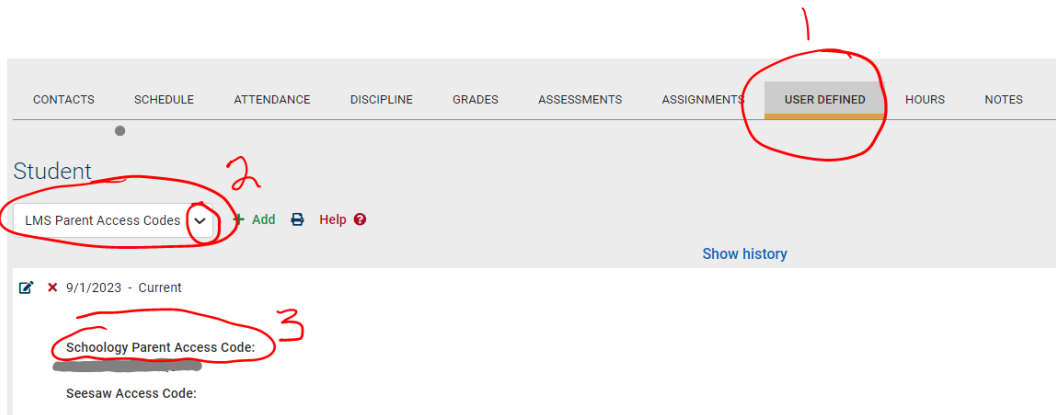 1
CONTACTS SCHEDULE ATTENDANCE DISCIPLINE GRADES ASSESSMENTS ASSIGNMENTS USER DEFINED HOURS NOTES
Student
2
LMS Parent Access Codes + Add Help ?
Show history
9/1/2023 - Current
3
Schoology Parent Access Code:
Seesaw Access Code: